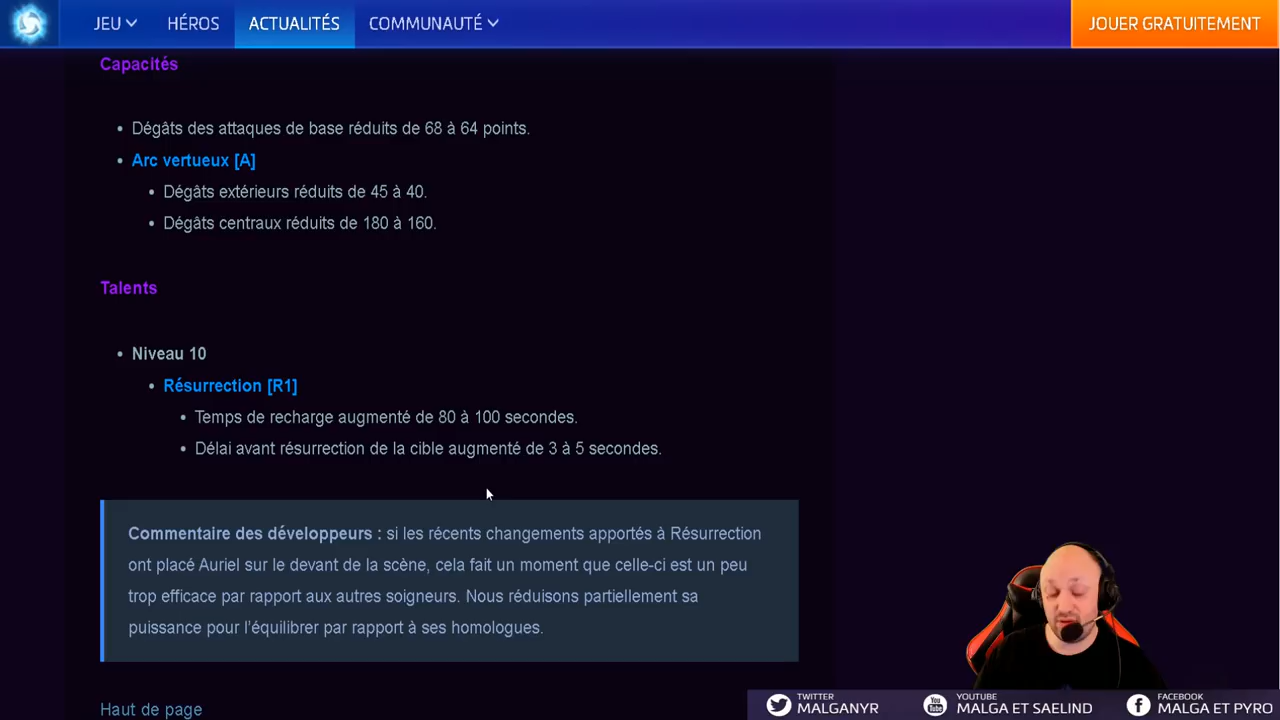 JEU HÉROS ACTUALITÉS COMMUNAUTÉ JOUER GRATUITEMENT
Capacités
• Dégâts des attaques de base réduits de 68 à 64 points.
• Arc vertueux [A]
• Dégâts extérieurs réduits de 45 à 40.
• Dégâts centraux réduits de 180 à 160.
Talents
• Niveau 10
• Résurrection [R1]
• Temps de recharge augmenté de 80 à 100 secondes.
• Délai avant résurrection de la cible augmenté de 3 à 5 secondes.
Commentaire des développeurs : si les récents changements apportés à Résurrection
ont placé Auriel sur le devant de la scène, cela fait un moment que celle-ci est un peu
trop efficace par rapport aux autres soigneurs. Nous réduisons partiellement sa
puissance pour l'équilibrer par rapport à ses homologues.
Haut de page
TWITTER
MALGANYR
YOUTUBE
MALGA ET SAELIND
FACEBOOK
MALGA ET PYRO